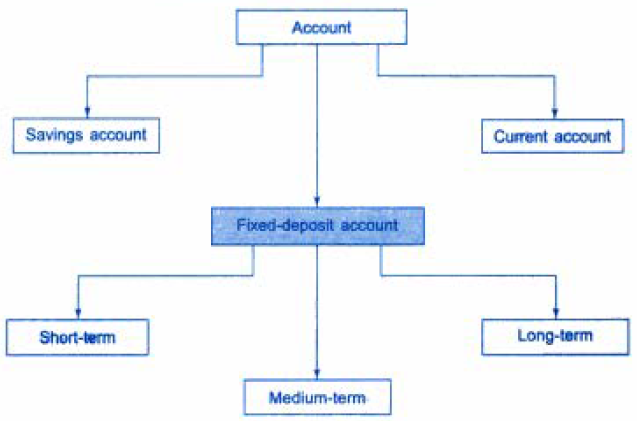 Account
Savings account
Current account
Fixed-deposit account
Short-term
Long-term
Medium-term